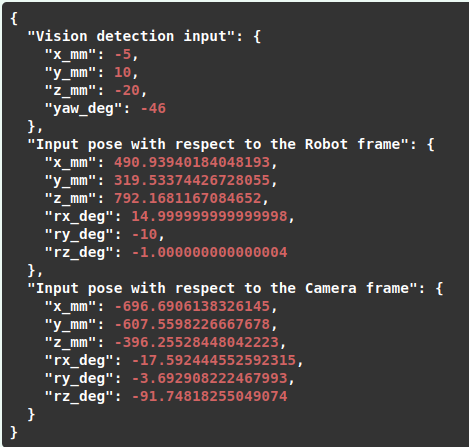 {
  "Vision detection input": {
    "x_mm": -5,
    "y_mm": 10,
    "z_mm": -20,
    "yaw_deg": -46
  },
  "Input pose with respect to the Robot frame": {
    "x_mm": 490.93940184048193,
    "y_mm": 319.53374426728055,
    "z_mm": 792.1681167084652,
    "rx_deg": 14.999999999999998,
    "ry_deg": -10,
    "rz_deg": -1.000000000000004
  },
  "Input pose with respect to the Camera frame": {
    "x_mm": -696.6906138326145,
    "y_mm": -607.5598226667678,
    "z_mm": -396.25528448042223,
    "rx_deg": -17.592444552592315,
    "ry_deg": -3.692908222467993,
    "rz_deg": -91.74818255049074
  }
}